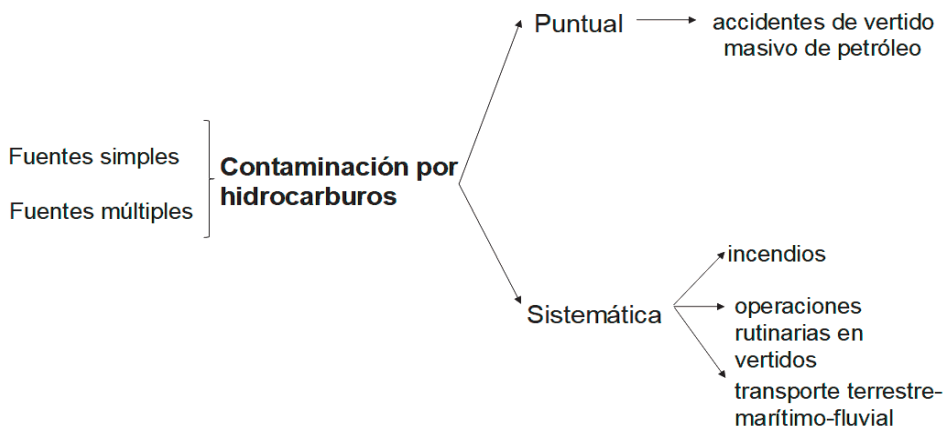 Fuentes simples
Fuentes múltiples
Contaminación por
hidrocarburos
Puntual
accidentes de vertido
masivo de petróleo
Sistemática
incendios
operaciones
rutinarias en
vertidos
transporte terrestre-
marítimo-fluvial